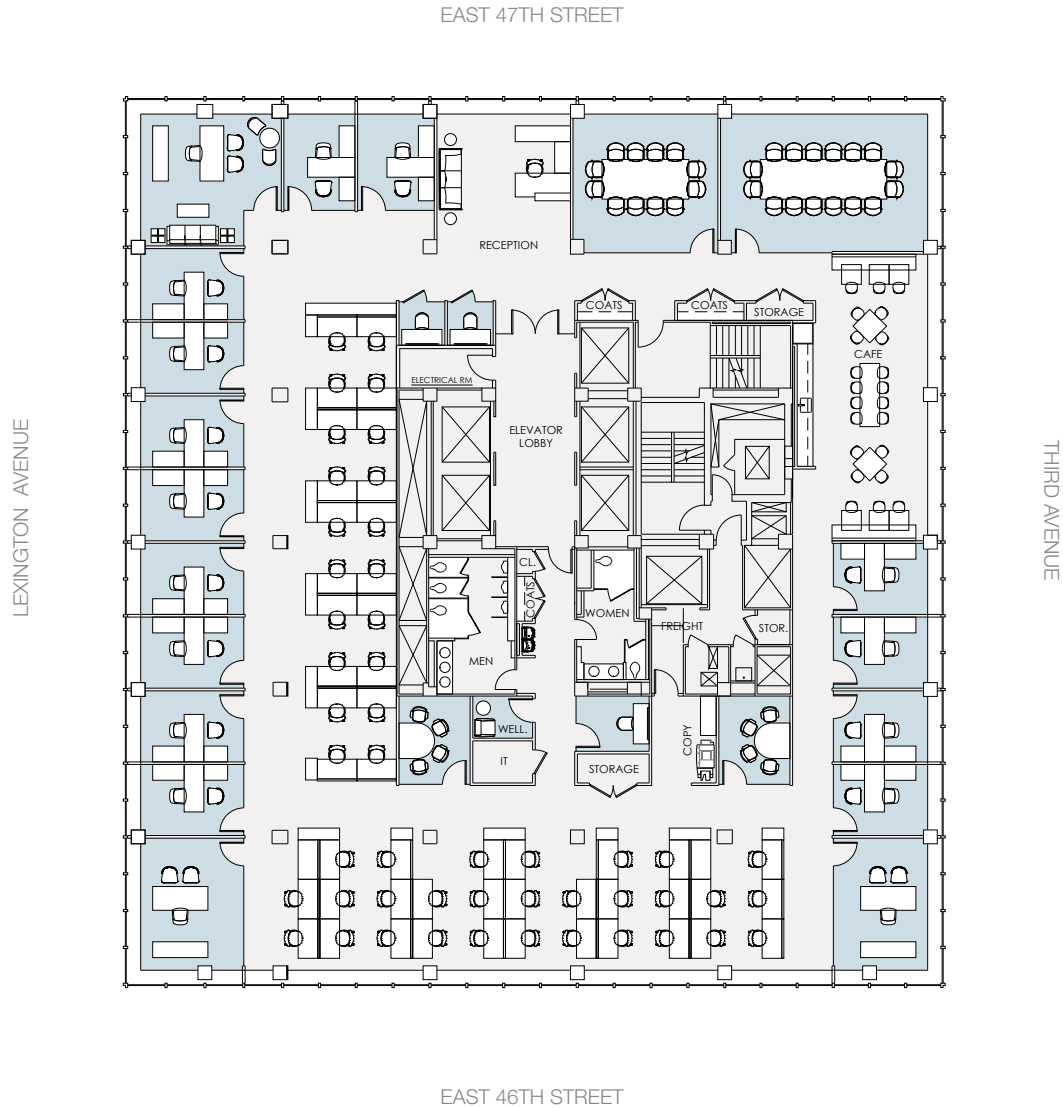 EAST 47TH STREET
RECEPTION
COATS
COATS
STORAGE
CAFE
ELECTRICAL RM
ELEVATOR
LOBBY
LEXINGTON AVENUE
THIRD AVENUE
CL.
COATS
WOMEN
FREIGHT
STOR.
MEN
WELL.
COPY
IT
STORAGE
EAST 46TH STREET